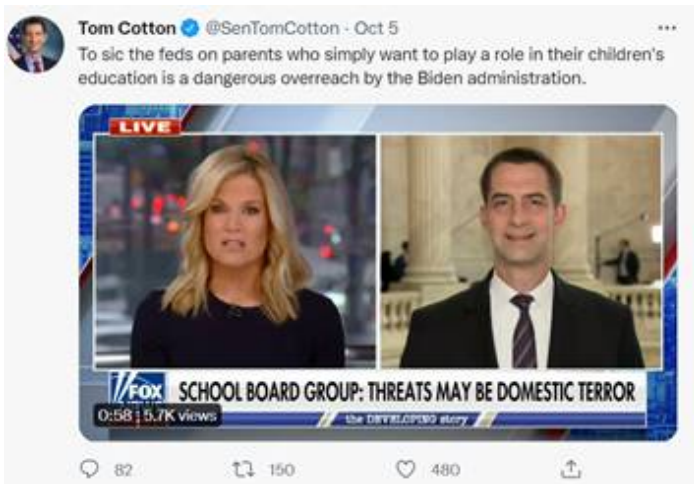 Tom Cotton @SenTomCotton · Oct 5
To sic the feds on parents who simply want to play a role in their children's
education is a dangerous overreach by the Biden administration.
LIVE
FOX
SCHOOL BOARD GROUP: THREATS MAY BE DOMESTIC TERROR
0:58 5.7K views
the DEVELOPING story
82 150 480